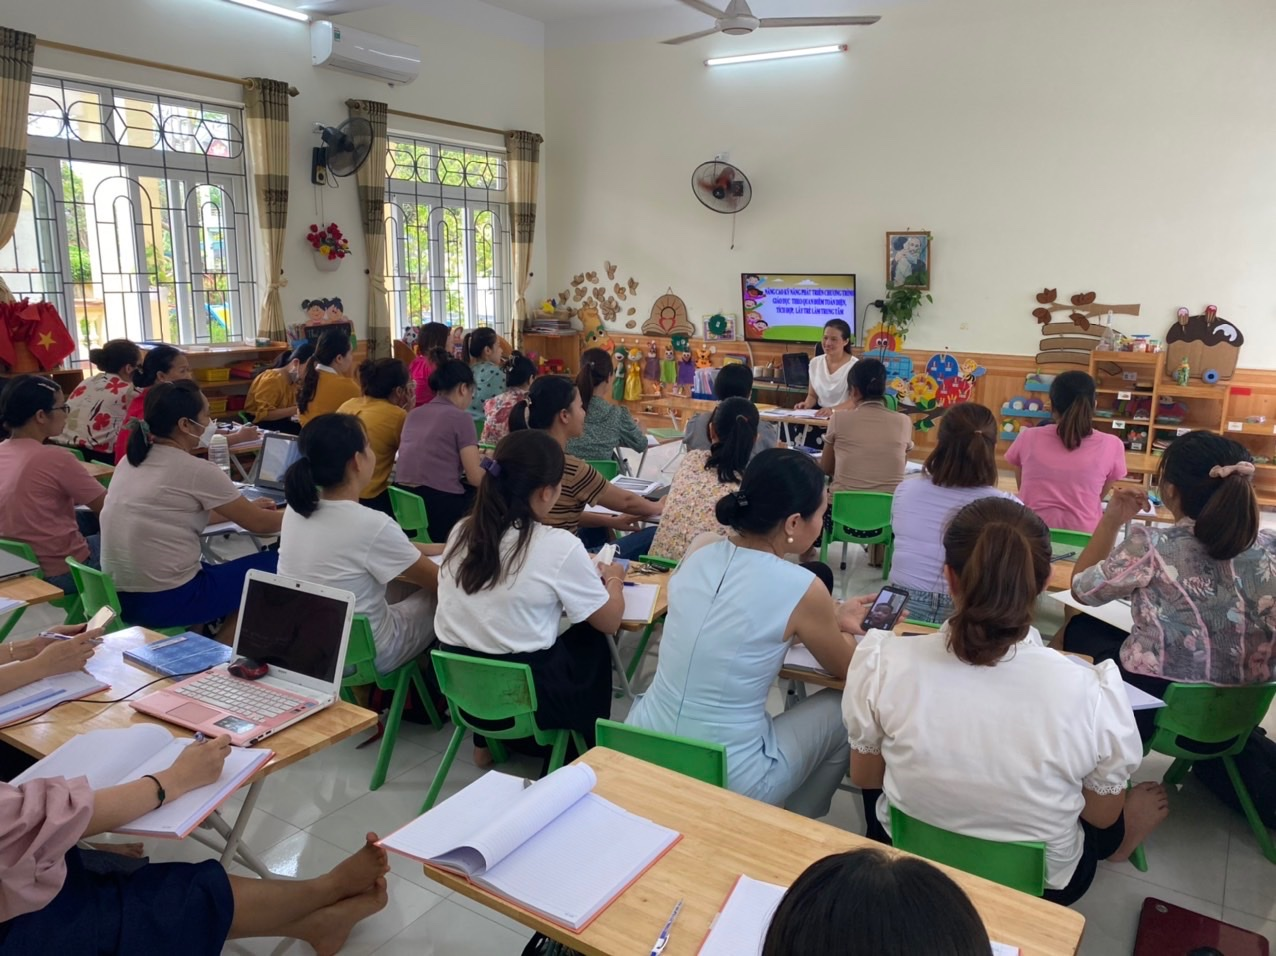 NÂNG CAO KỸ NĂNG PHÁT TRIỂN CHƯƠNG TRÌNH
GIÁO DỤC THEO QUAN ĐIỂM TOÀN DIỆN,
TÍCH HỢP, LẤY TRẺ LÀM TRUNG TÂM